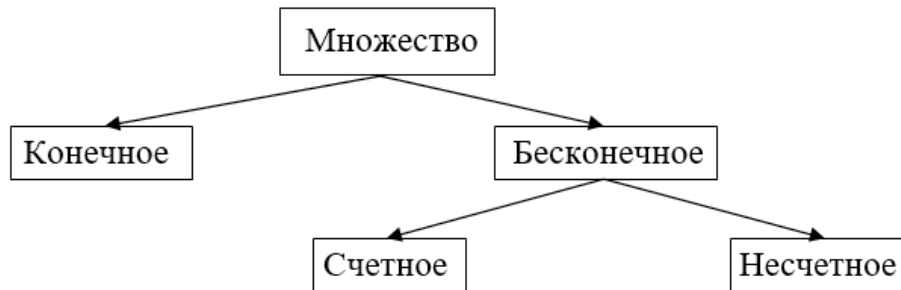 Множество
Конечное
Бесконечное
Счетное
Несчетное